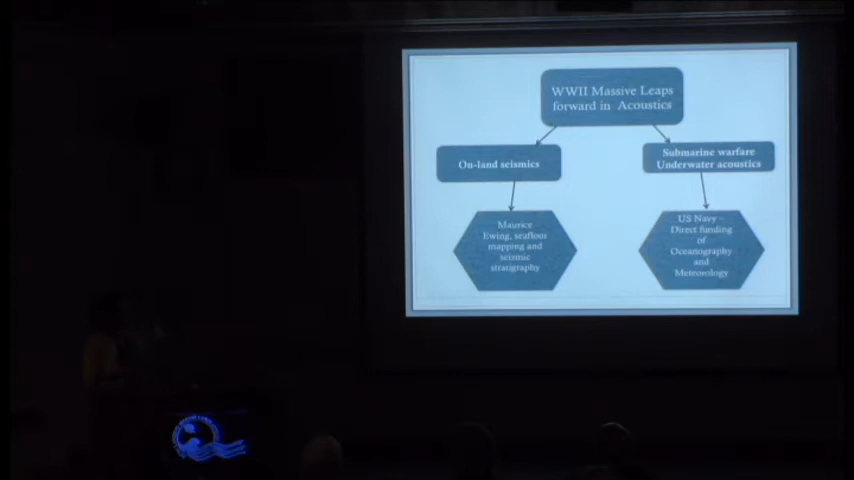 WWII Massive Leaps
forward in Acoustics
On-land seismics
Submarine warfare
Underwater acoustics
Maurice
Ewing, seafloor
mapping and
seismic
stratigraphy
US Navy –
Direct funding
of
Oceanography
and
Meteorology